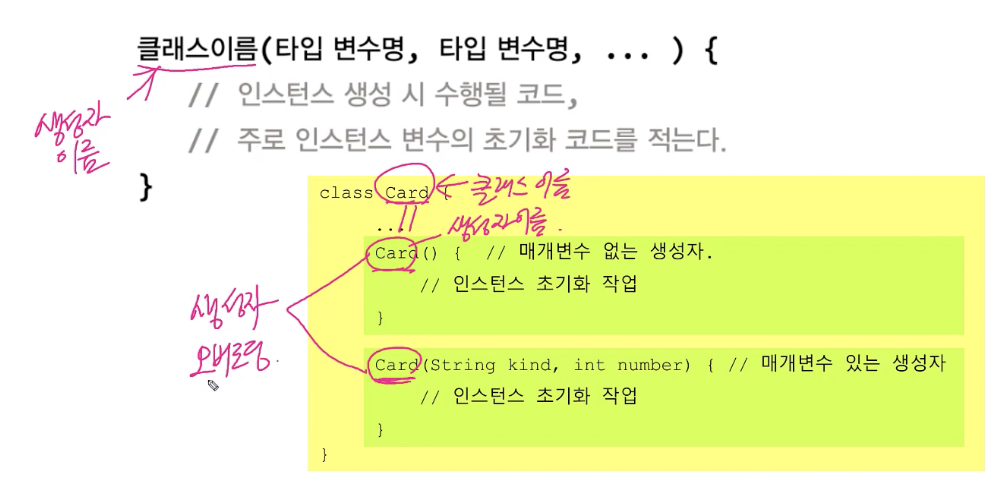 클래스이름(타입 변수명, 타입 변수명, ... ) {
// 인스턴스 생성 시 수행될 코드,
생성자
이름
// 주로 인스턴스 변수의 초기화 코드를 적는다.
}
class Card { ← 클래스이름
...
생성자이름.
Card() { // 매개변수 없는 생성자.
// 인스턴스 초기화 작업
}
생성자
오버로딩.
Card(String kind, int number) { // 매개변수 있는 생성자
// 인스턴스 초기화 작업
}
}